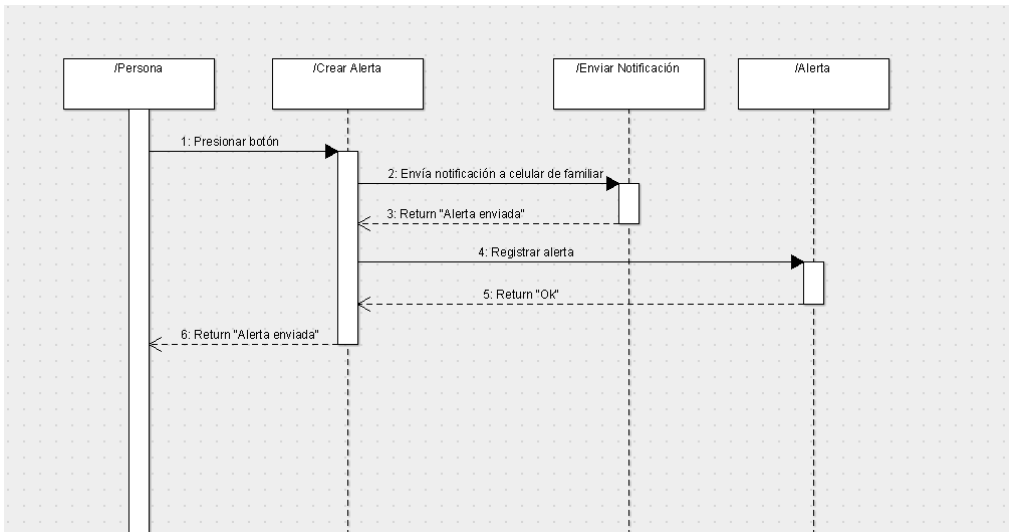 /Persona
/Crear Alerta
/Enviar Notificación
/Alerta
1: Presionar botón
2: Envía notificación a celular de familiar
3: Return "Alerta enviada"
4: Registrar alerta
5: Return "Ok"
6: Return "Alerta enviada"